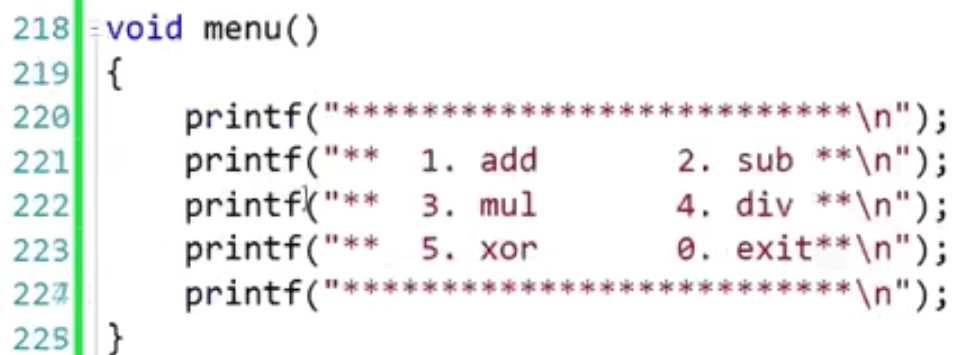 218 void menu()
219 {
220     printf("**************************\n");
221     printf("**  1. add       2. sub **\n");
222     printf("**  3. mul       4. div **\n");
223     printf("**  5. xor       0. exit**\n");
224     printf("**************************\n");
225 }